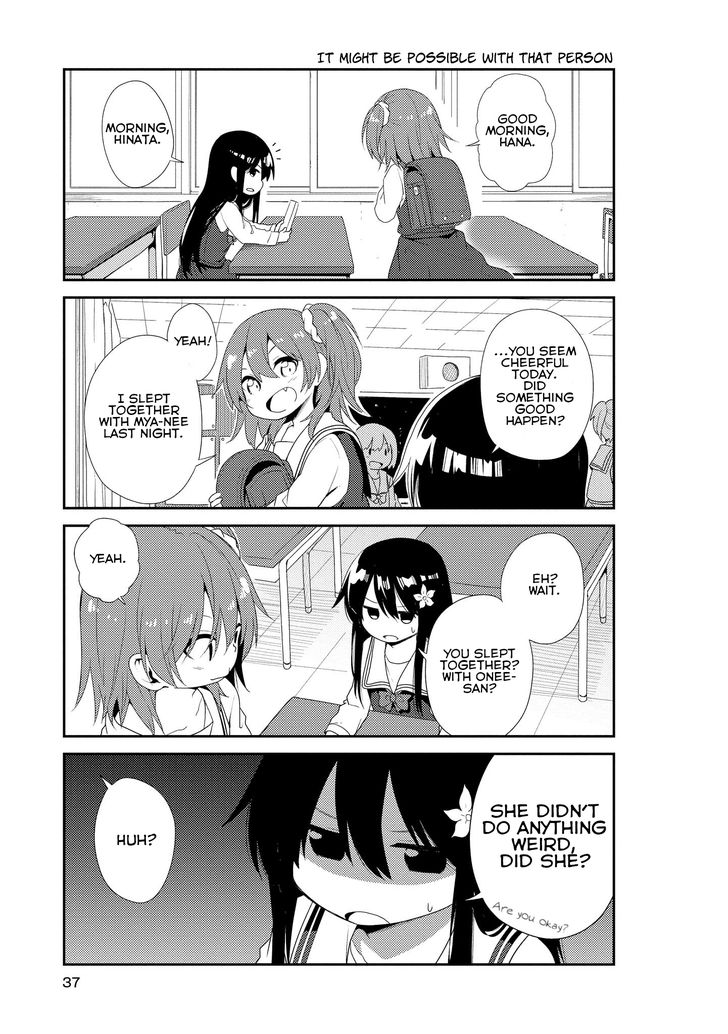 IT MIGHT BE POSSIBLE WITH THAT PERSON
GOOD
MORNING,
HANA.
MORNING,
HINATA.
...YOU SEEM
CHEERFUL
TODAY.
DID
SOMETHING
GOOD
HAPPEN?
YEAH!
I SLEPT
TOGETHER
WITH MYA-NEE
LAST NIGHT.
EH?
WAIT.
YOU SLEPT
TOGETHER?
WITH ONEE-
SAN?
YEAH.
SHE DIDN'T
DO ANYTHING
WEIRD,
DID SHE?
Are you okay?
HUH?
37